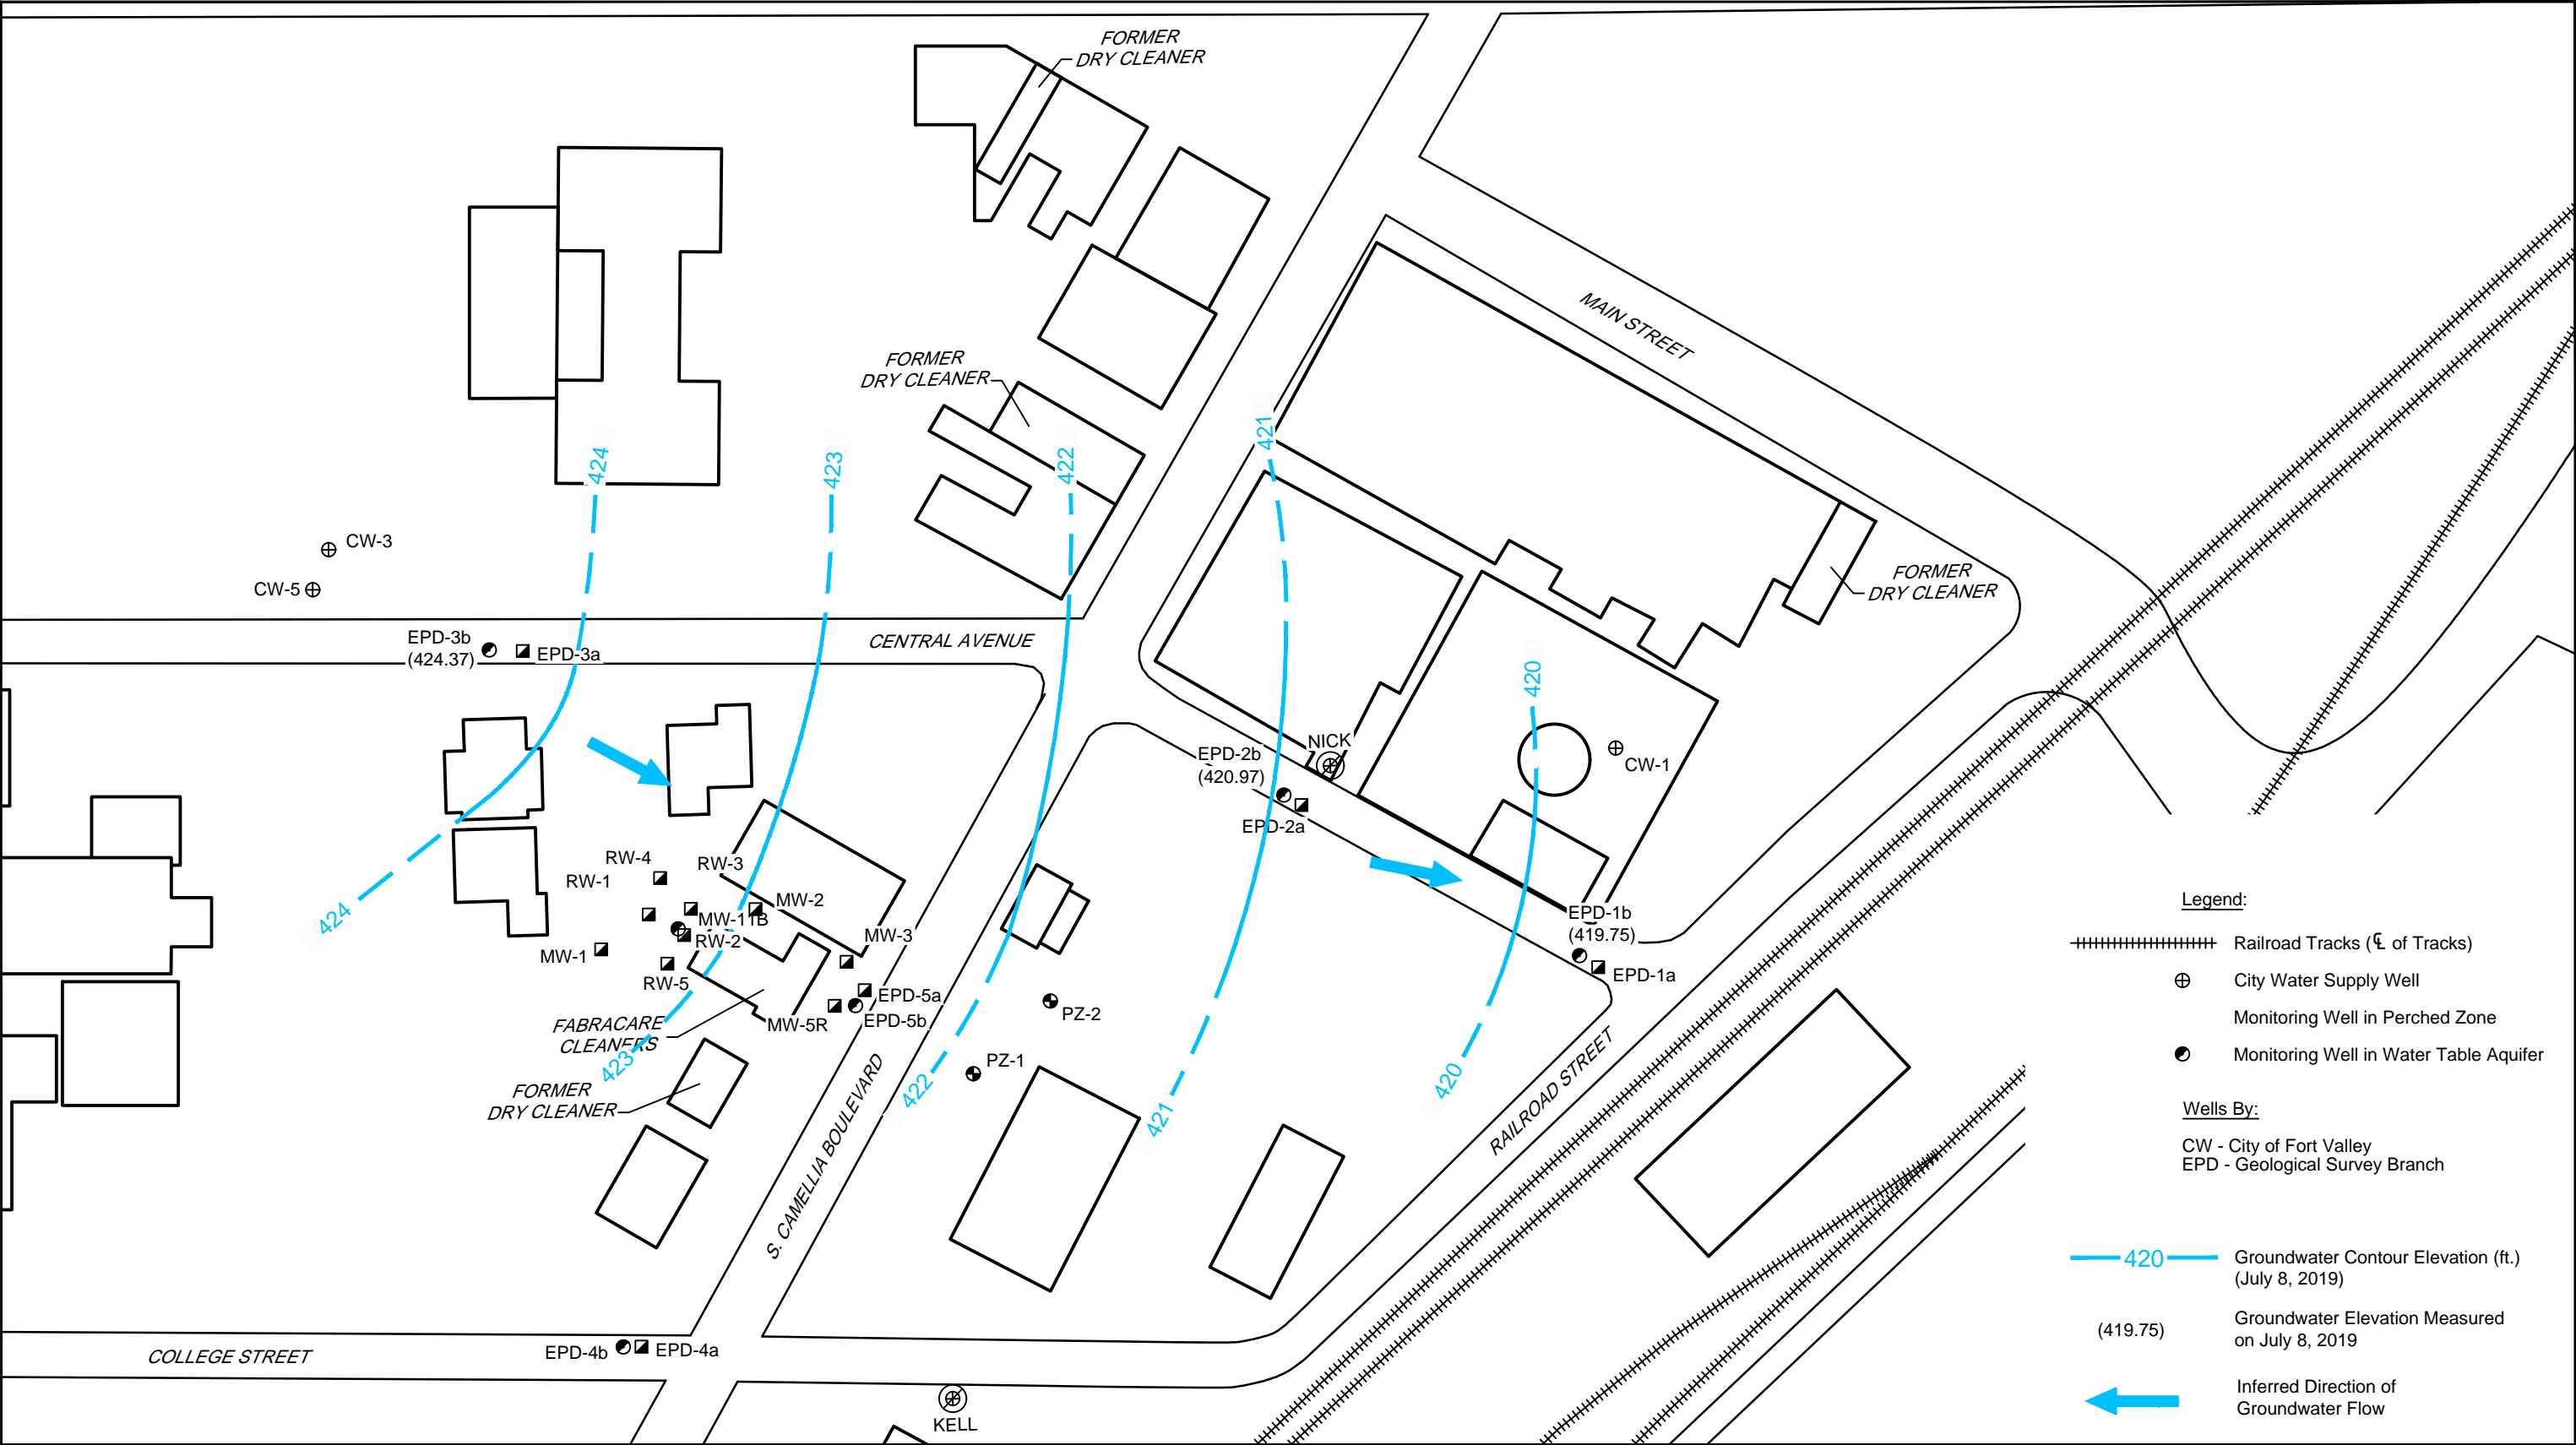 FORMER
DRY CLEANER
MAIN STREET
FORMER
DRY CLEANER
421
424
423
422
CW-3
CW-5
FORMER
DRY CLEANER
EPD-3b
(424.37)
EPD-3a
CENTRAL AVENUE
420
NICK
EPD-2b
(420.97)
CW-1
EPD-2a
RW-4
RW-3
RW-1
MW-2
MW-11B
424
EPD-1b
(419.75)
MW-3
RW-2
MW-1
EPD-1a
RW-5
EPD-5a
PZ-2
EPD-5b
MW-5R
FABRACARE
CLEANERS
PZ-1
423
422
420
421
FORMER
DRY CLEANER
RAILROAD STREET
S. CAMELLIA BOULEVARD
EPD-4b
EPD-4a
COLLEGE STREET
KELL
Legend:
Railroad Tracks (℄ of Tracks)
City Water Supply Well
Monitoring Well in Perched Zone
Monitoring Well in Water Table Aquifer
Wells By:
CW - City of Fort Valley
EPD - Geological Survey Branch
420
Groundwater Contour Elevation (ft.)
(July 8, 2019)
(419.75)
Groundwater Elevation Measured
on July 8, 2019
Inferred Direction of
Groundwater Flow